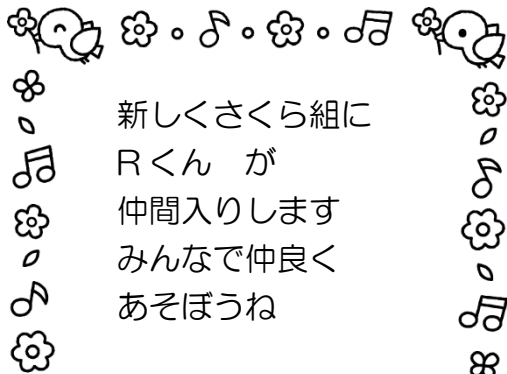 新しくさくら組に
Rくん　が
仲間入りします
みんなで仲良く
あそぼうね